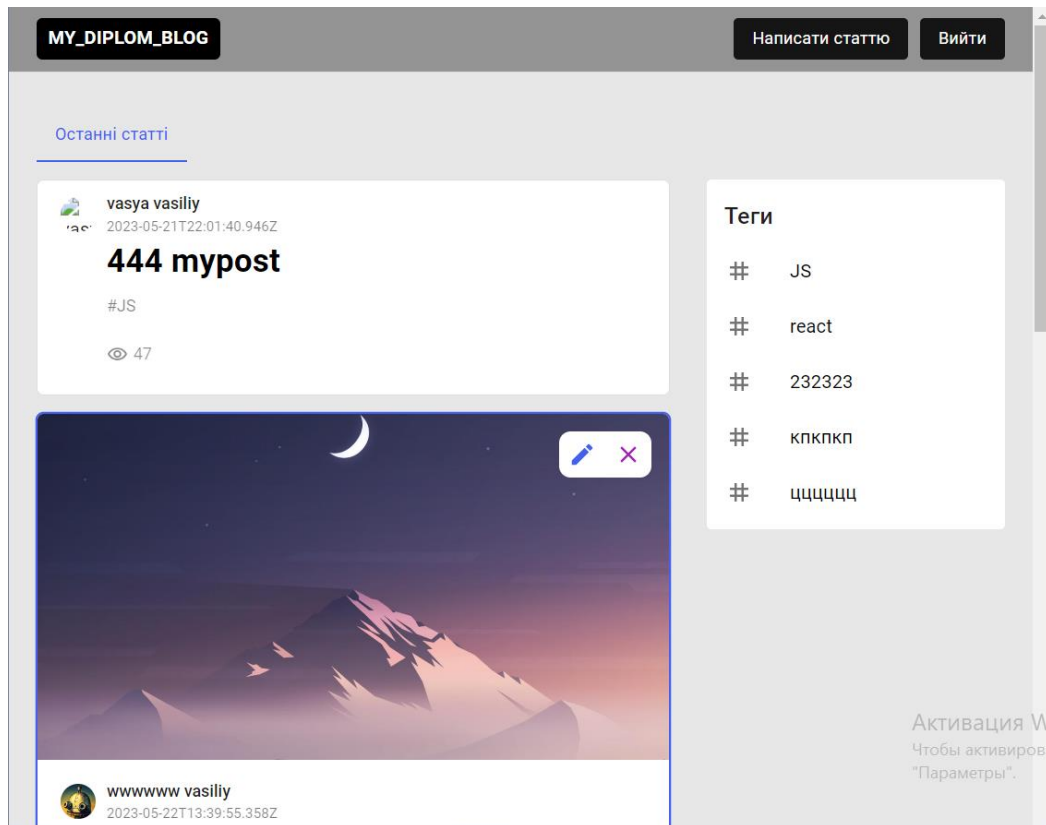 MY_DIPLOM_BLOG
Написати статтю
Вийти
Останні статті
vasya vasiliy
2023-05-21T22:01:40.946Z
444 mypost
#JS
47
Теги
# JS
# react
# 232323
# кпкпкп
# цццццц
wwwwww vasiliy
2023-05-22T13:39:55.358Z
Активация W
Чтобы активиров
"Параметры".